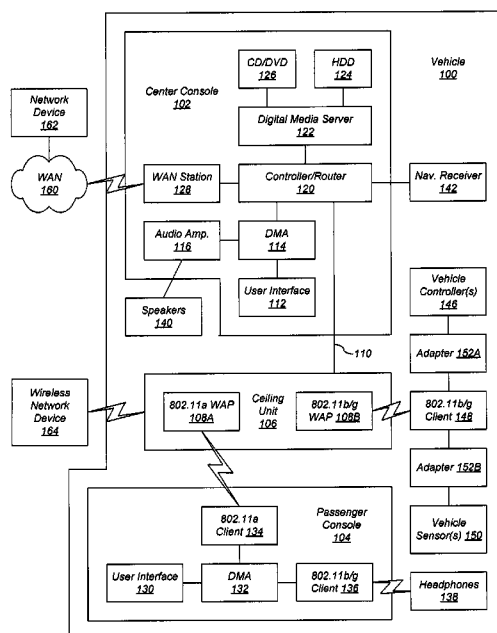 CD/DVD
126
HDD
124
Vehicle
100
Center Console
102
Network
Device
162
Digital Media Server
122
WAN
160
WAN Station
128
Controller/Router
120
Nav. Receiver
142
Audio Amp.
116
DMA
114
User Interface
112
Speakers
140
Vehicle
Controller(s)
146
Adapter 152A
110
Wireless
Network
Device
164
802.11a WAP
108A
Ceiling
Unit
106
802.11b/g
WAP 108B
802.11b/g
Client 148
Adapter 152B
Vehicle
Sensor(s) 150
802.11a
Client 134
Passenger
Console
104
User Interface
130
DMA
132
802.11b/g
Client 136
Headphones
138